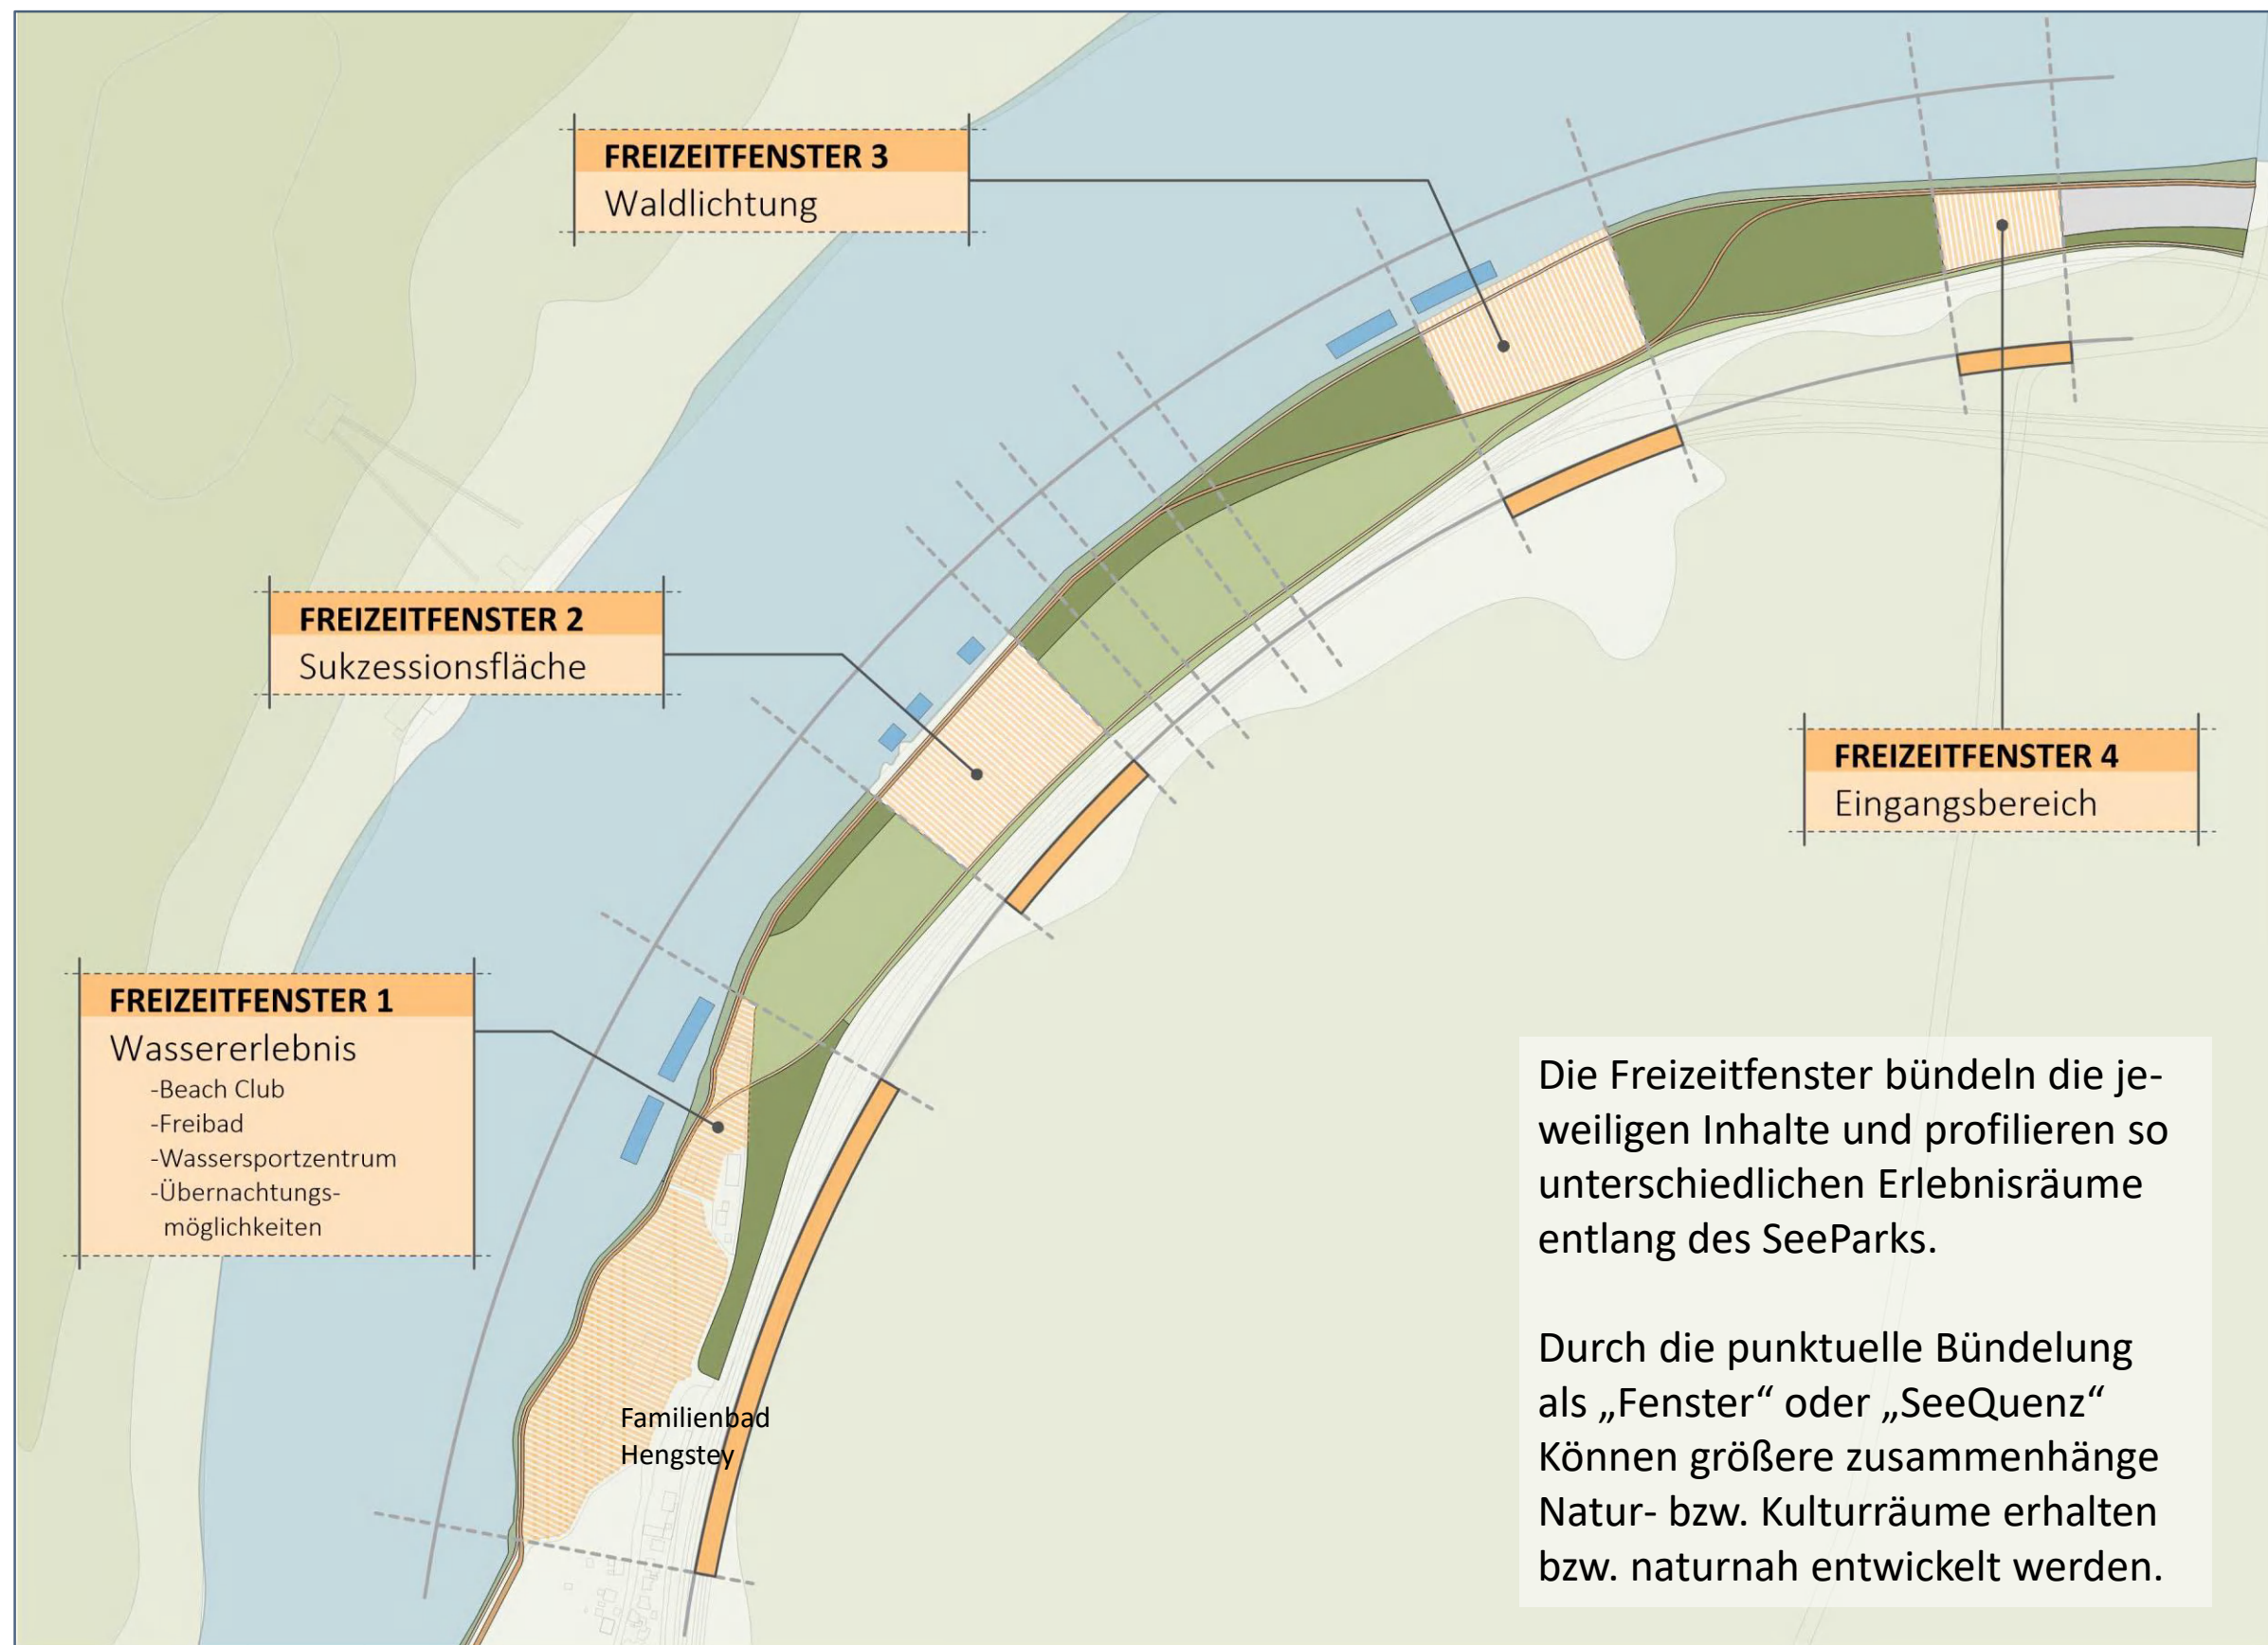 FREIZEITFENSTER 3
Waldlichtung
FREIZEITFENSTER 2
Sukzessionsfläche
FREIZEITFENSTER 4
Eingangsbereich
FREIZEITFENSTER 1
Wassererlebnis
-Beach Club
-Freibad
-Wassersportzentrum
-Übernachtungs-
möglichkeiten
Familienbad
Hengstey
Die Freizeitfenster bündeln die je-
weiligen Inhalte und profilieren so
unterschiedlichen Erlebnisräume
entlang des SeeParks.
Durch die punktuelle Bündelung
als „Fenster“ oder „SeeQuenz“
Können größere zusammenhänge
Natur- bzw. Kulturräume erhalten
bzw. naturnah entwickelt werden.